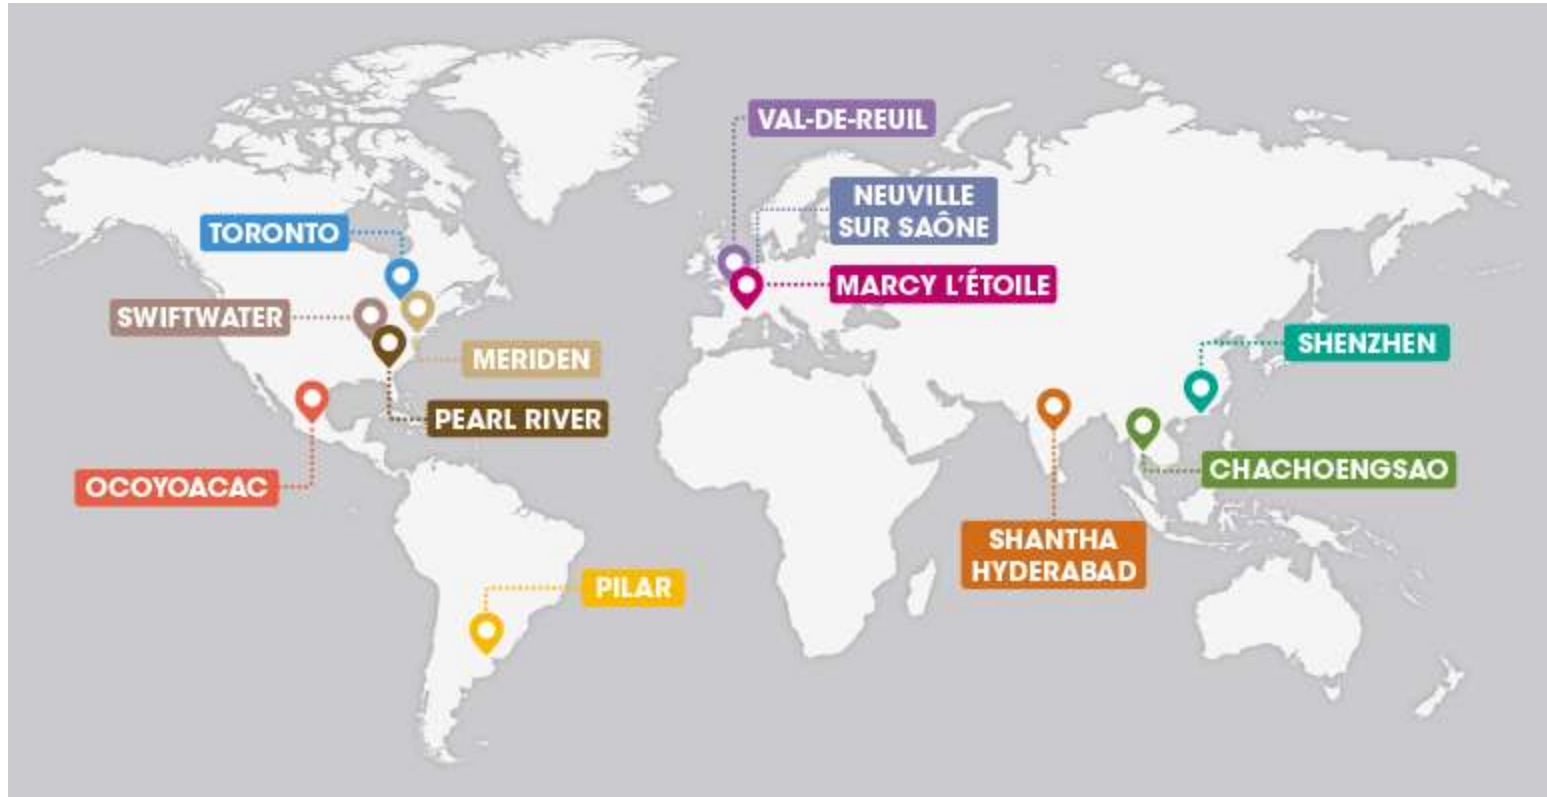 VAL-DE-REUIL
NEUVILLE
SUR SAÔNE
TORONTO
MARCY L'ÉTOILE
SWIFTWATER
SHENZHEN
MERIDEN
PEARL RIVER
CHACHOENGSAO
OCOYOACAC
SHANTHA
HYDERABAD
PILAR